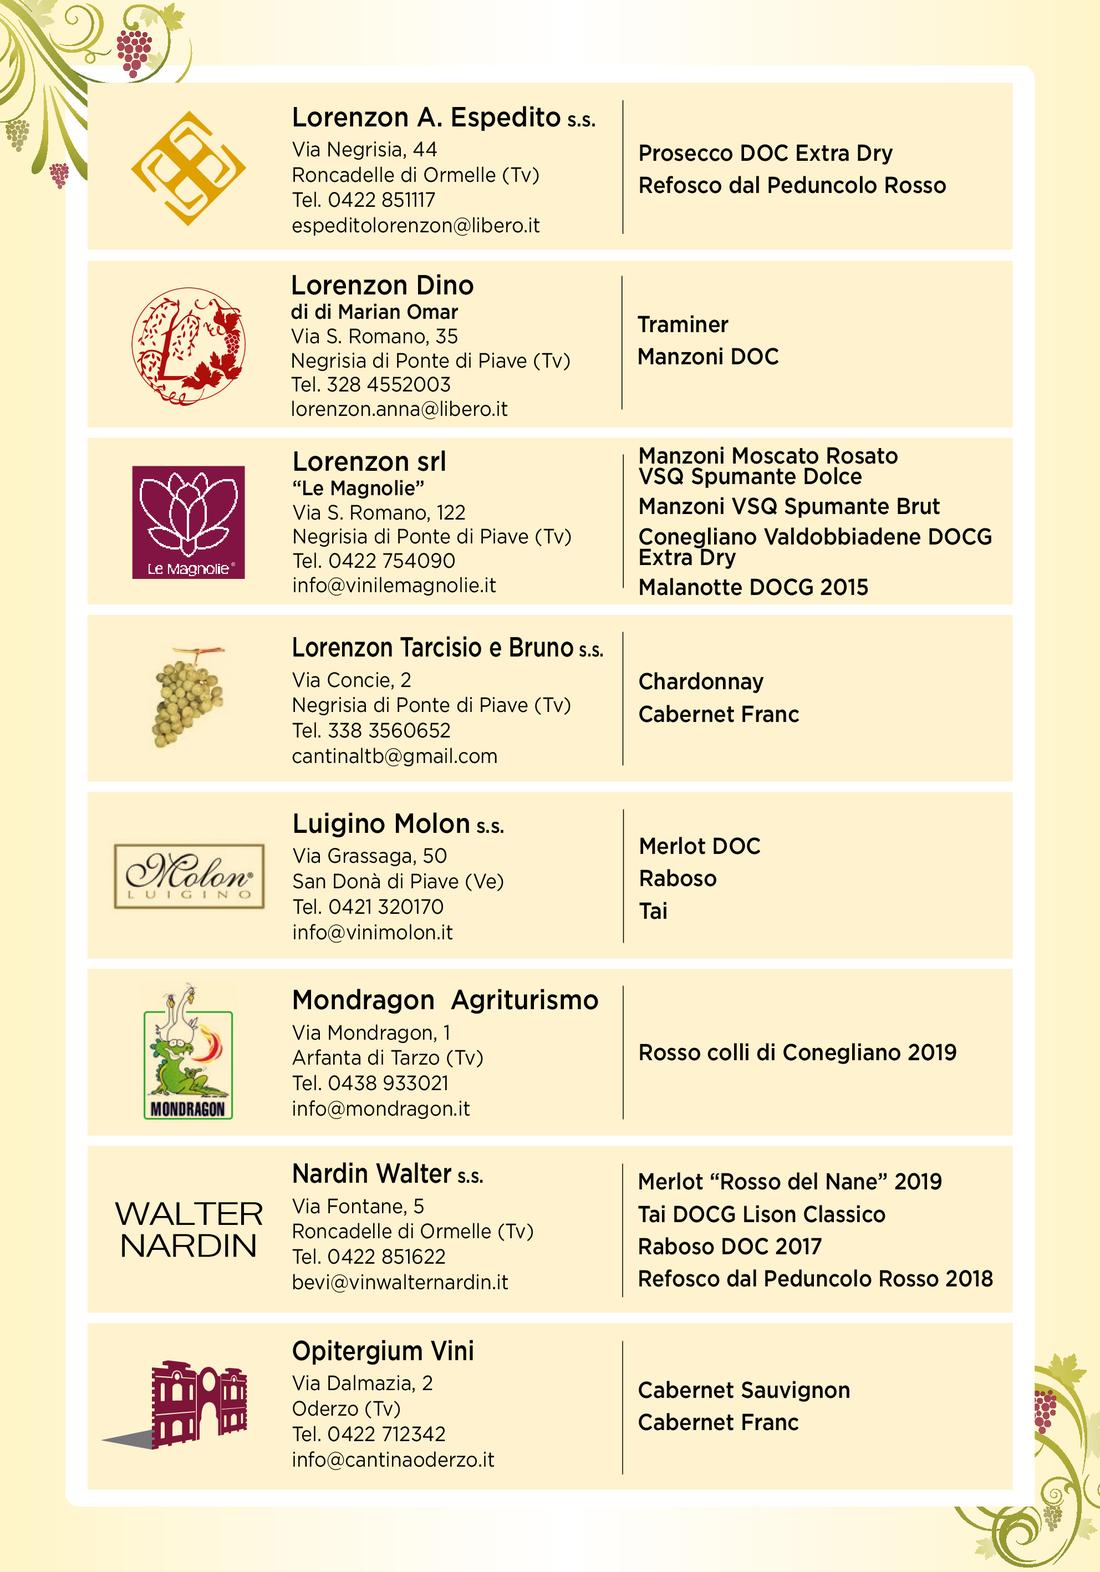 Lorenzon A. Espedito s.s.
Via Negrisia, 44
Roncadelle di Ormelle (Tv)
Tel. 0422 851117
espeditolorenzon@libero.it
Prosecco DOC Extra Dry
Refosco dal Peduncolo Rosso
Lorenzon Dino
di di Marian Omar
Via S. Romano, 35
Negrisia di Ponte di Piave (Tv)
Tel. 328 4552003
lorenzon.anna@libero.it
Traminer
Manzoni DOC
Le Magnolie®
Lorenzon srl
“Le Magnolie”
Via S. Romano, 122
Negrisia di Ponte di Piave (Tv)
Tel. 0422 754090
info@vinilemagnolie.it
Manzoni Moscato Rosato
VSQ Spumante Dolce
Manzoni VSQ Spumante Brut
Conegliano Valdobbiadene DOCG
Extra Dry
Malanotte DOCG 2015
Lorenzon Tarcisio e Bruno s.s.
Via Concie, 2
Negrisia di Ponte di Piave (Tv)
Tel. 338 3560652
cantinaltb@gmail.com
Chardonnay
Cabernet Franc
Molon®
LUIGINO
Luigino Molon s.s.
Via Grassaga, 50
San Donà di Piave (Ve)
Tel. 0421 320170
info@vinimolon.it
Merlot DOC
Raboso
Tai
MONDRAGON
Mondragon Agriturismo
Via Mondragon, 1
Arfanta di Tarzo (Tv)
Tel. 0438 933021
info@mondragon.it
Rosso colli di Conegliano 2019
WALTER
NARDIN
Nardin Walter s.s.
Via Fontane, 5
Roncadelle di Ormelle (Tv)
Tel. 0422 851622
bevi@vinwalternardin.it
Merlot “Rosso del Nane” 2019
Tai DOCG Lison Classico
Raboso DOC 2017
Refosco dal Peduncolo Rosso 2018
Opitergium Vini
Via Dalmazia, 2
Oderzo (Tv)
Tel. 0422 712342
info@cantinaoderzo.it
Cabernet Sauvignon
Cabernet Franc